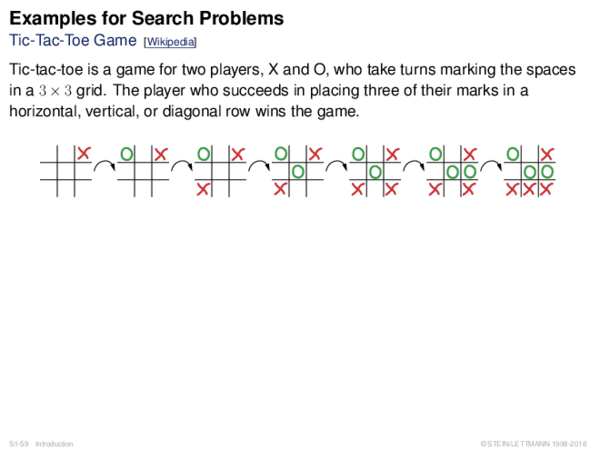 Examples for Search Problems
Tic-Tac-Toe Game [Wikipedia]
Tic-tac-toe is a game for two players, X and O, who take turns marking the spaces
in a 3 × 3 grid. The player who succeeds in placing three of their marks in a
horizontal, vertical, or diagonal row wins the game.
X O X O X O X O X O X O X
O O O O O O O
X X X X X X X X X X
S:I-59 Introduction
© STEIN/LETTMANN 1998-2018